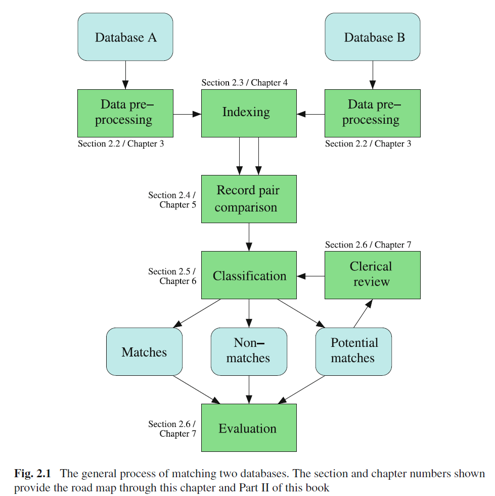 Database A
Database B
Section 2.3 / Chapter 4
Data pre–
processing
Indexing
Data pre–
processing
Section 2.2 / Chapter 3
Section 2.2 / Chapter 3
Section 2.4 /
Chapter 5
Record pair
comparison
Section 2.6 / Chapter 7
Section 2.5 /
Chapter 6
Classification
Clerical
review
Matches
Non–
matches
Potential
matches
Section 2.6 /
Chapter 7
Evaluation
Fig. 2.1 The general process of matching two databases. The section and chapter numbers shown
provide the road map through this chapter and Part II of this book